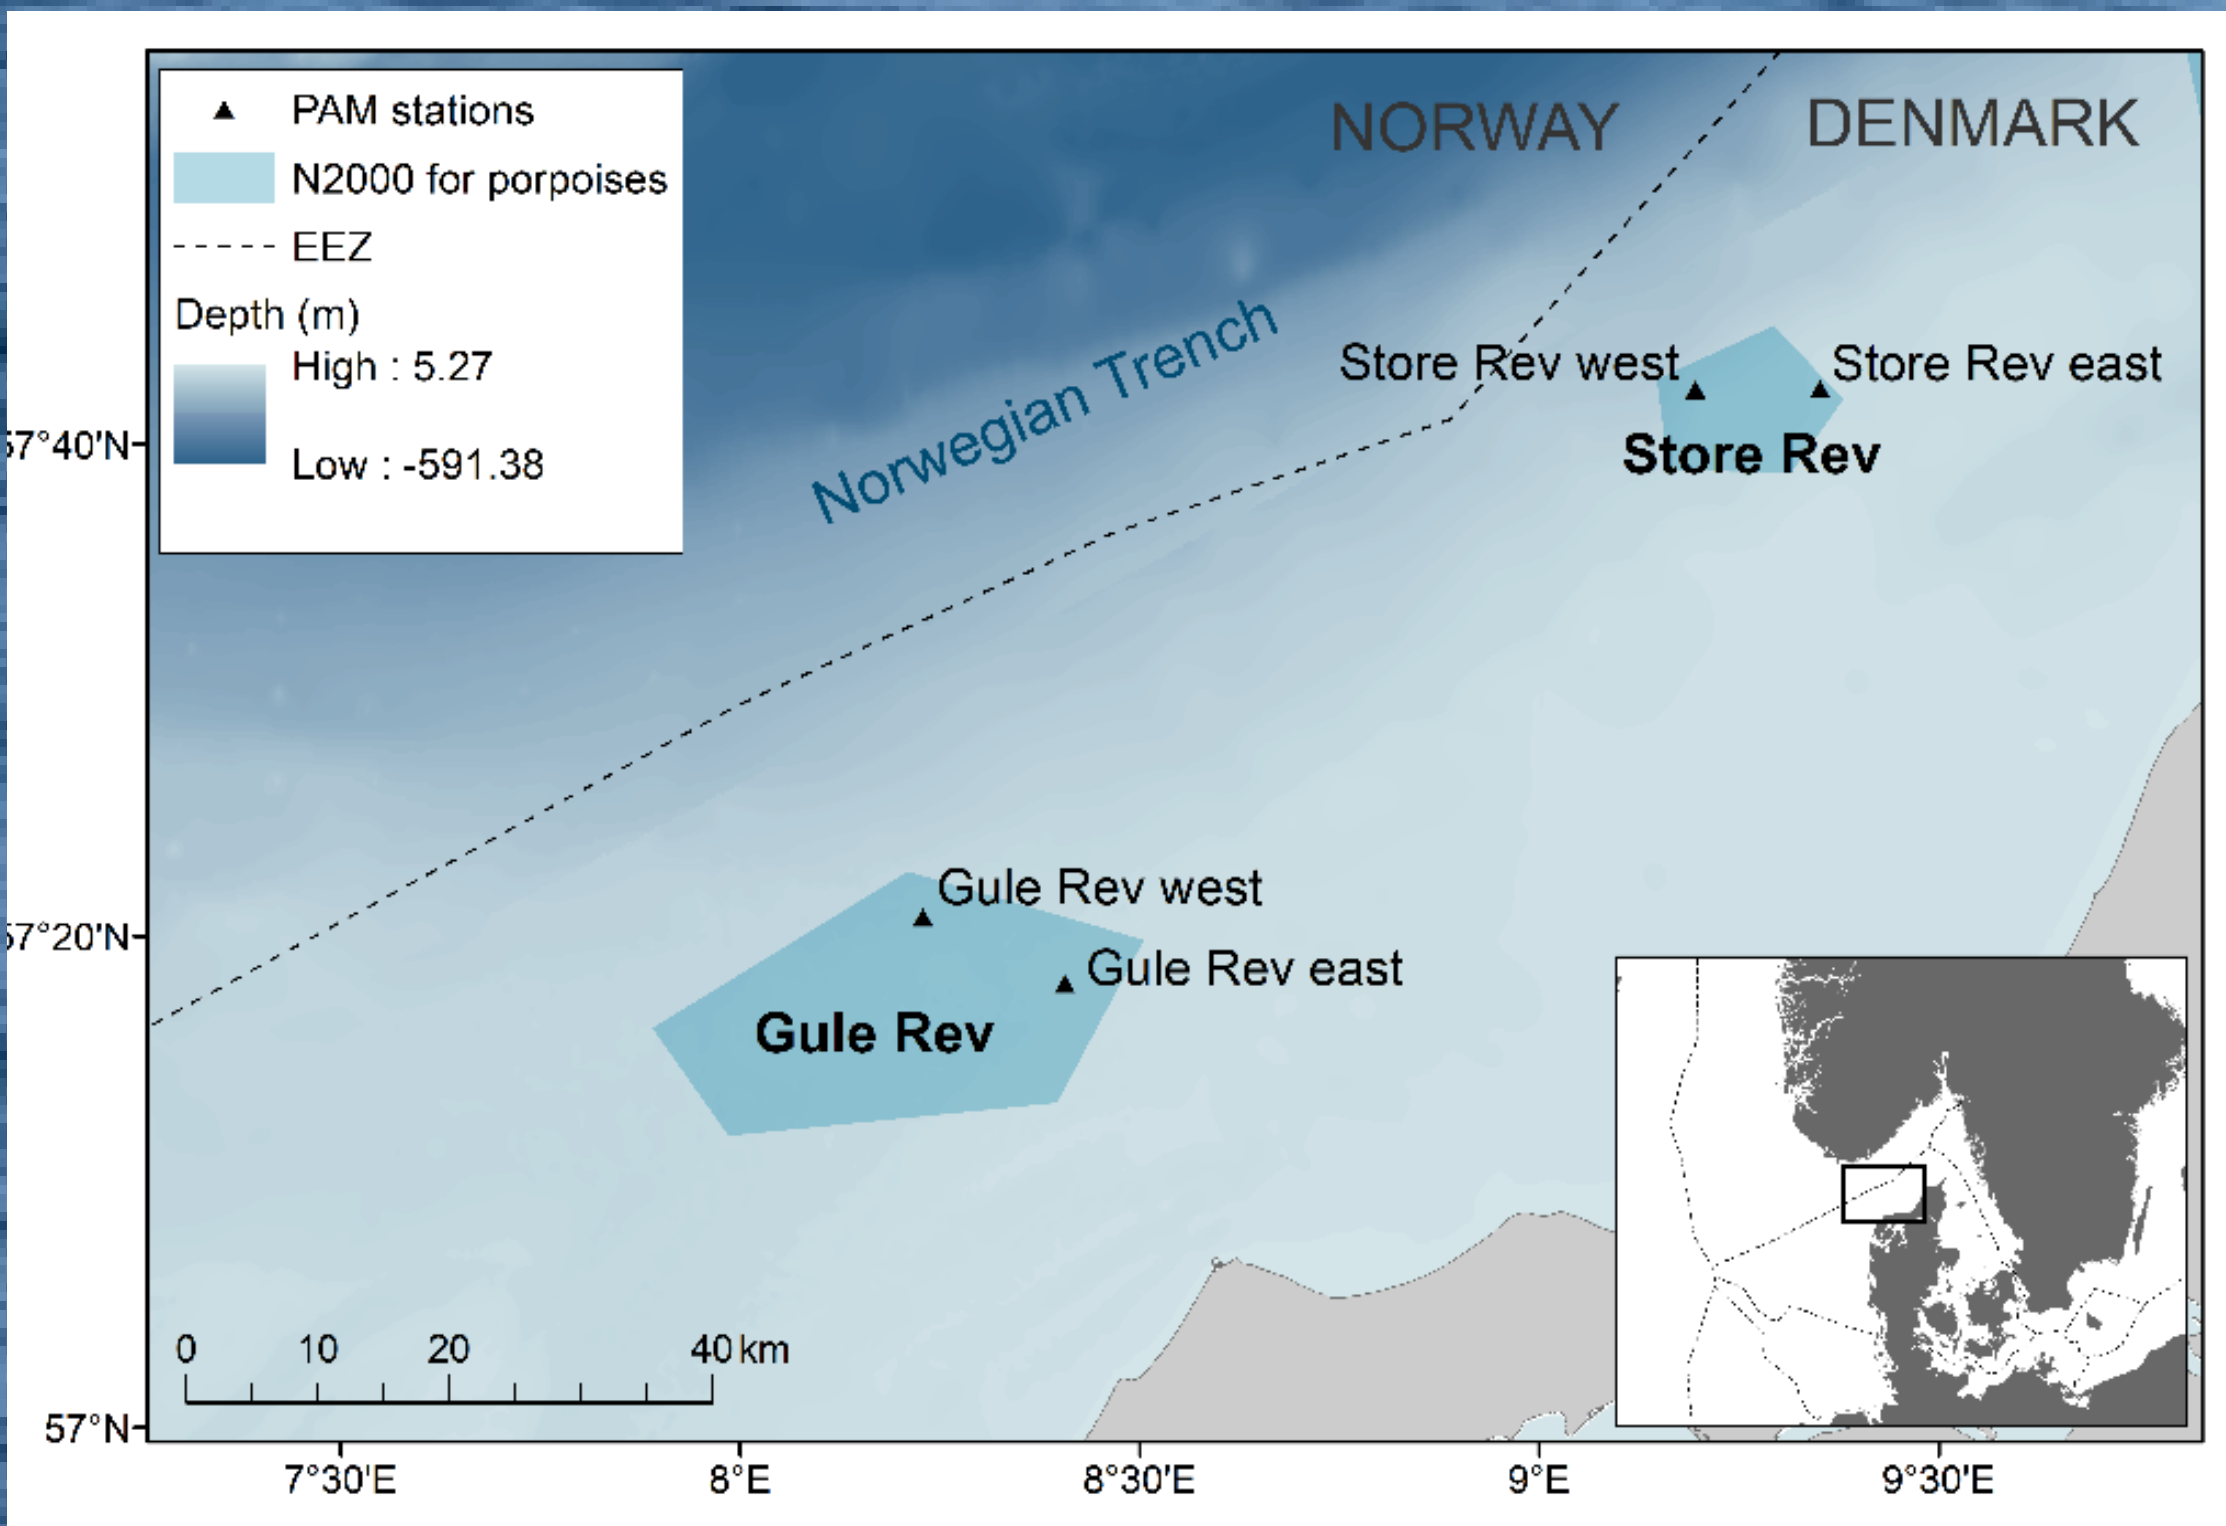 PAM stations
N2000 for porpoises
EEZ
Depth (m)
High : 5.27
Low : -591.38
NORWAY
DENMARK
Norwegian Trench
Store Rev west
Store Rev east
Store Rev
Gule Rev west
Gule Rev east
Gule Rev
57°40'N
57°20'N
57°N
0 10 20 40 km
7°30'E 8°E 8°30'E 9°E 9°30'E